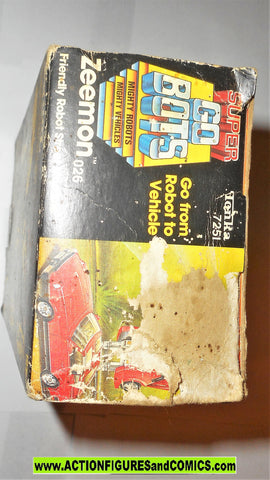 SUPER
GO
BOTS
MIGHTY ROBOTS
MIGHTY VEHICLES
Zeemon™ 026
Friendly Robot
Tonka
7251
Go from
Robot to
Vehicle
WWW.ACTIONFIGURESandCOMICS.COM